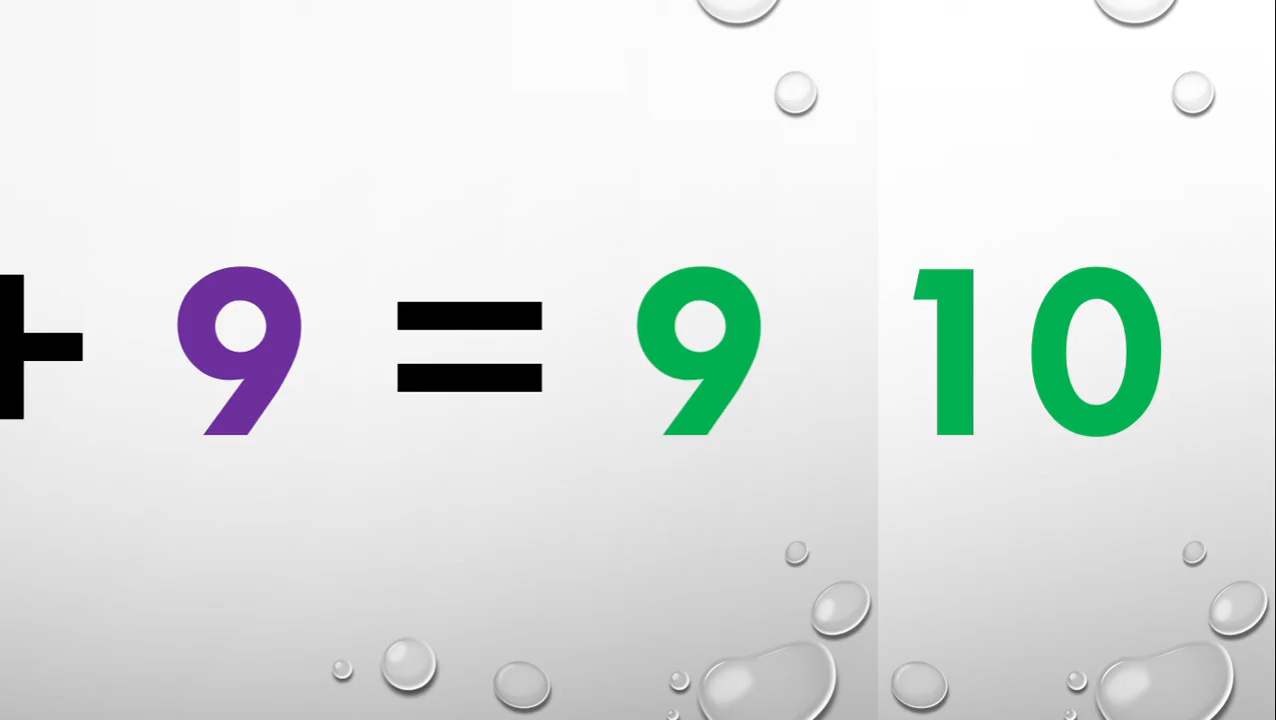 + 9 = 9 10